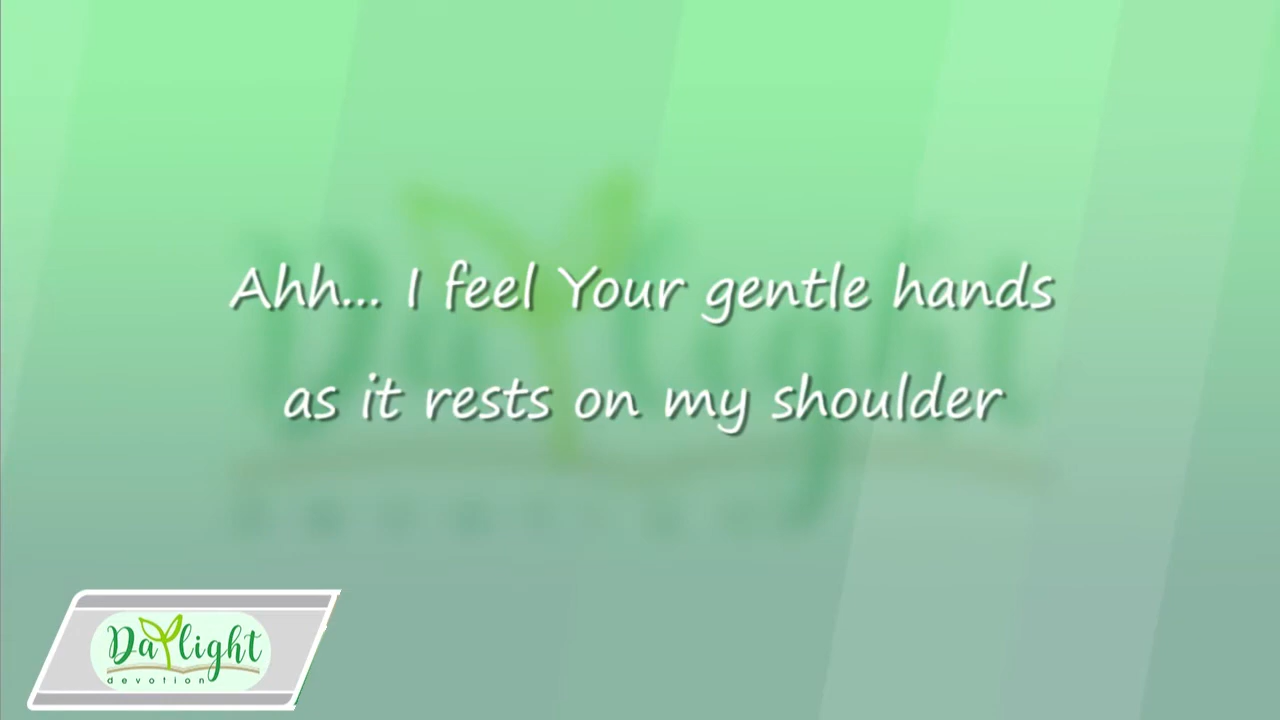 Ahh... I feel Your gentle hands
as it rests on my shoulder
Daylight
devotion